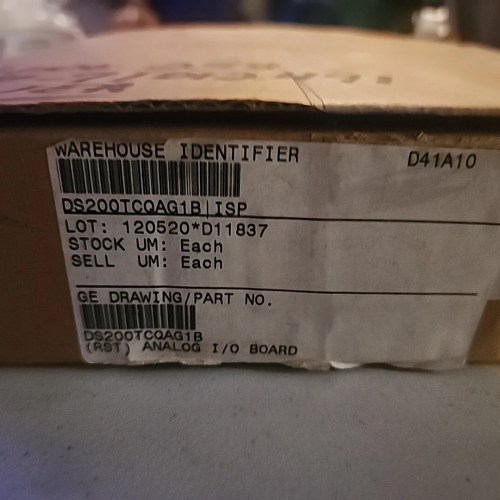 WAREHOUSE IDENTIFIER D41A10
DS200TCQAG1B|ISP
LOT: 120520*D11837
STOCK UM: Each
SELL UM: Each
GE DRAWING/PART NO.
DS200TCQAG1B
(RST) ANALOG I/O BOARD